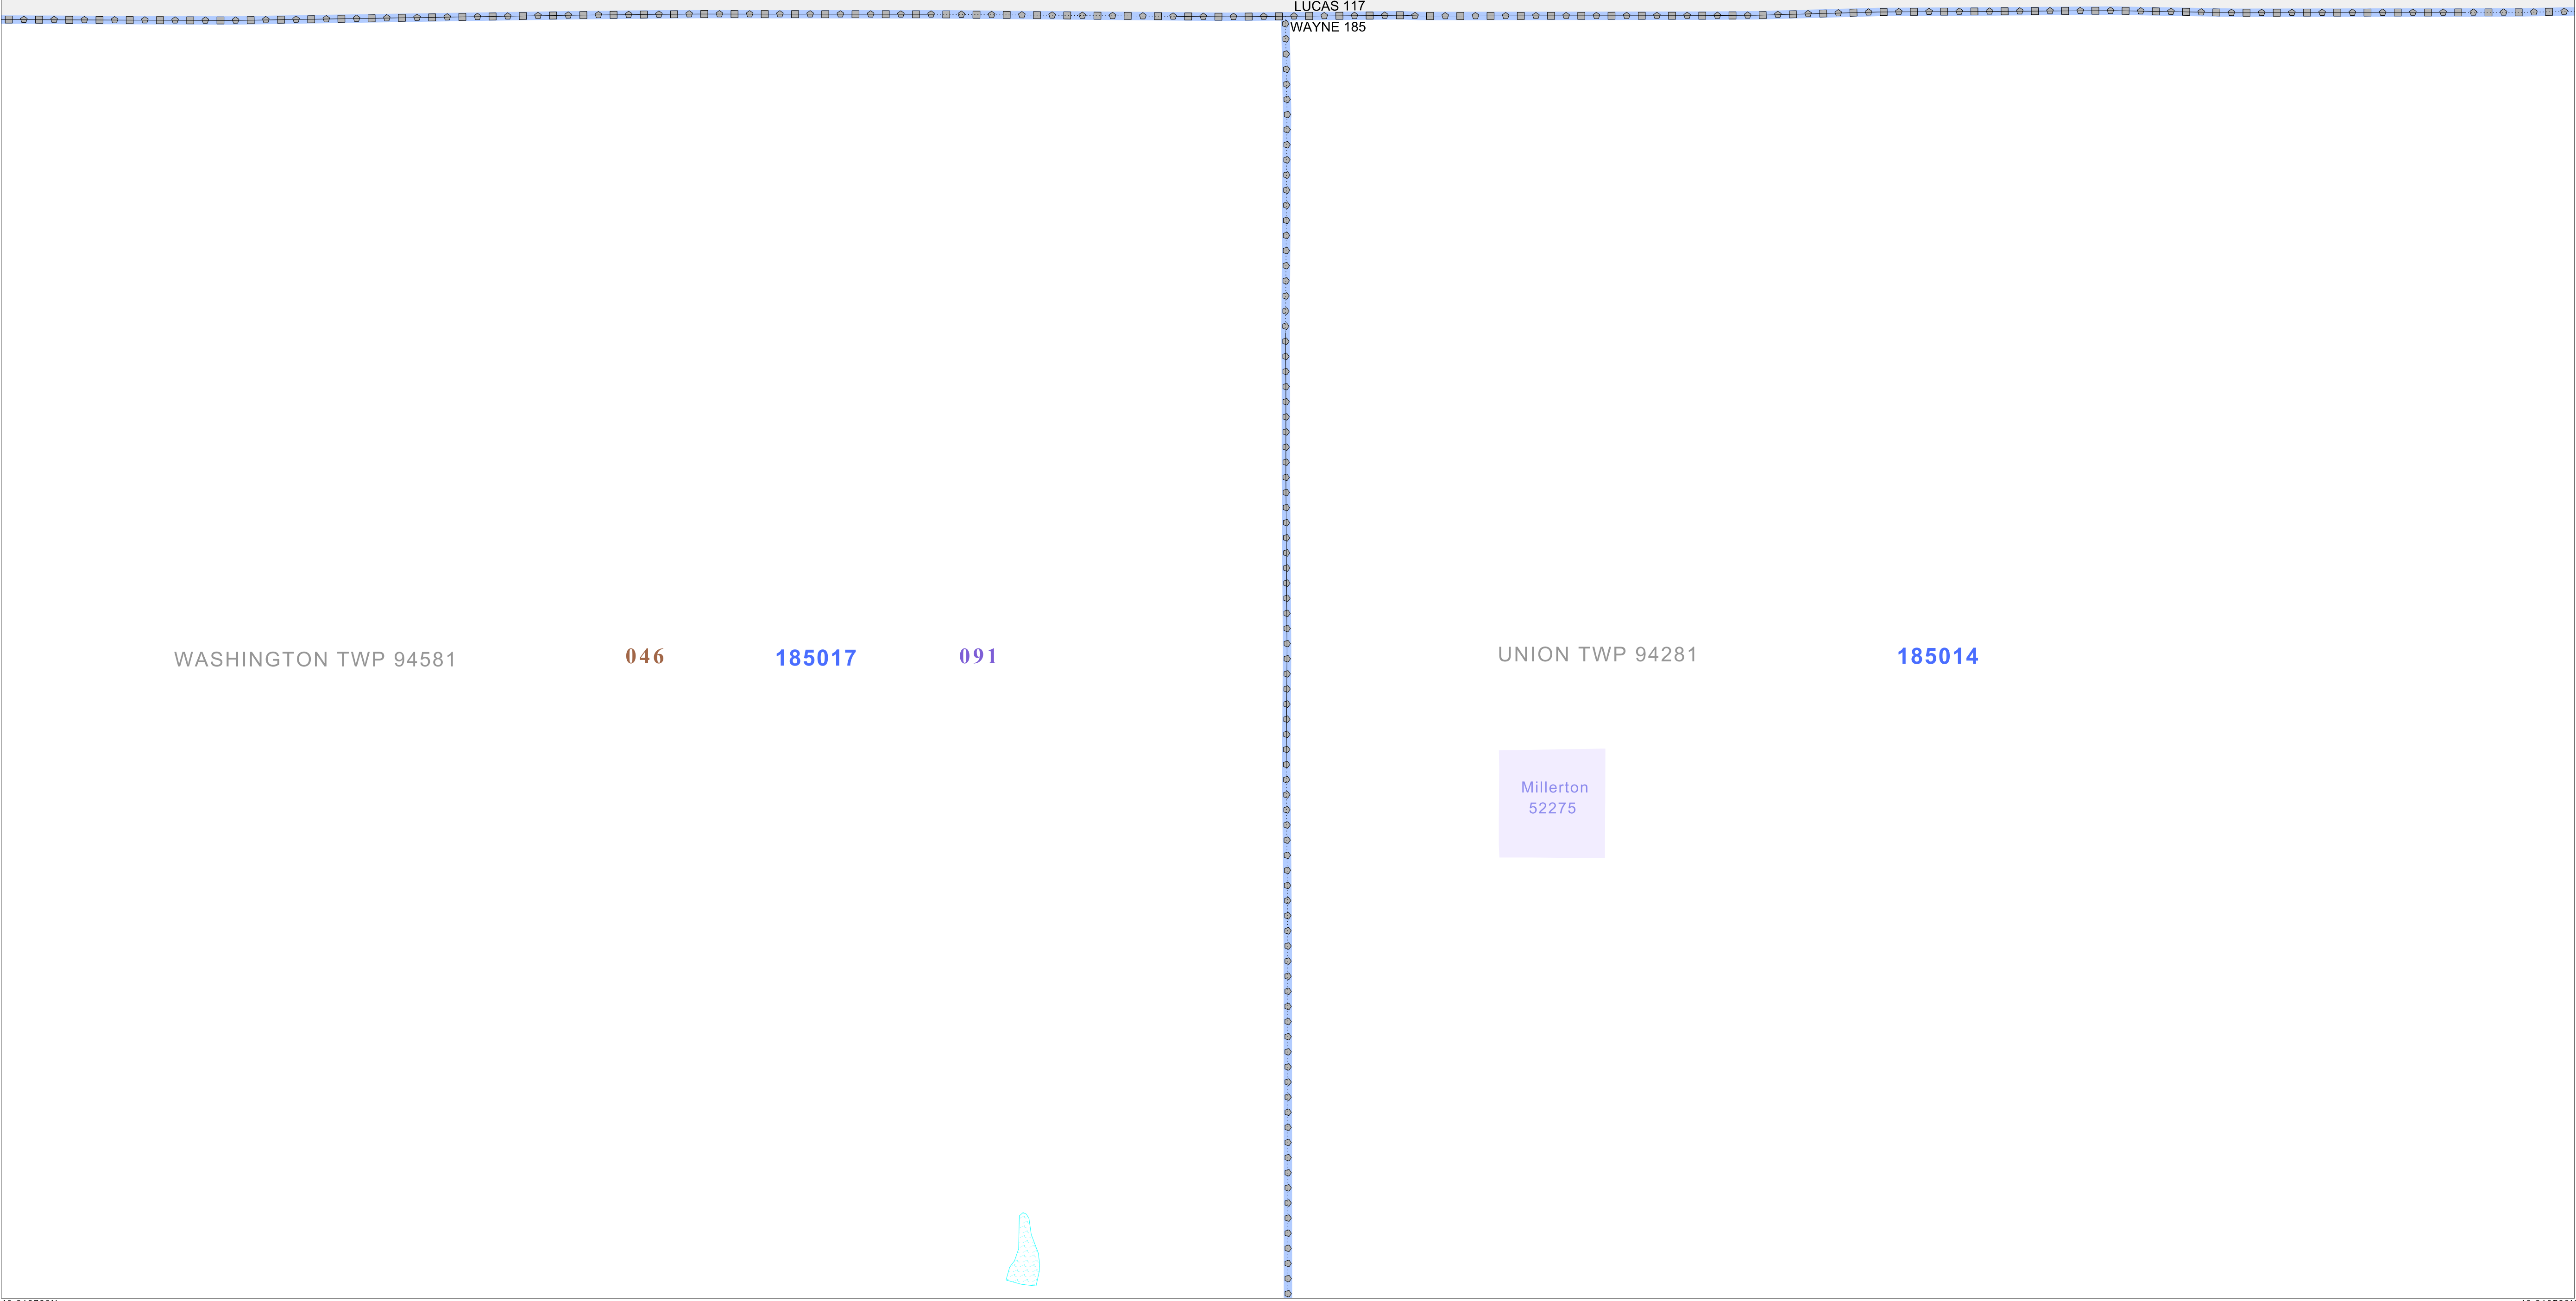 LUCAS 117
WAYNE 185
WASHINGTON TWP 94581 046 185017 091 UNION TWP 94281 185014
Millerton
52275